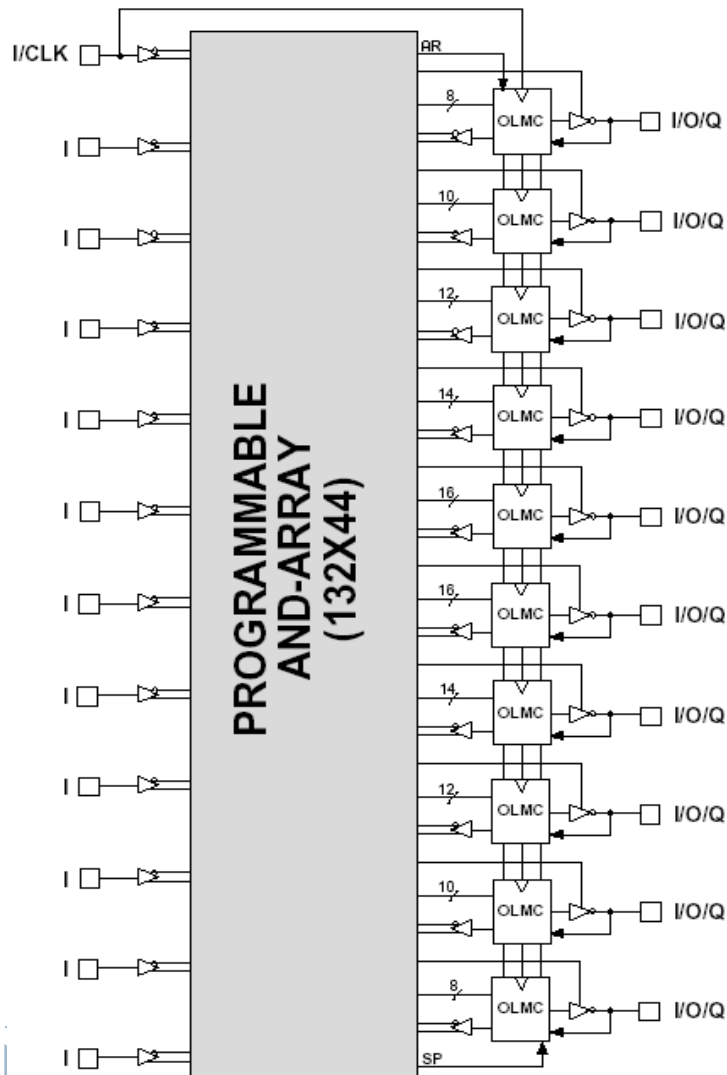 I/CLK
I
I
I
I
I
I
I
I
I
I
I
PROGRAMMABLE
AND-ARRAY
(132X44)
AR
8
OLMC
I/O/Q
10
OLMC
I/O/Q
12
OLMC
I/O/Q
14
OLMC
I/O/Q
16
OLMC
I/O/Q
16
OLMC
I/O/Q
14
OLMC
I/O/Q
12
OLMC
I/O/Q
10
OLMC
I/O/Q
8
OLMC
I/O/Q
SP